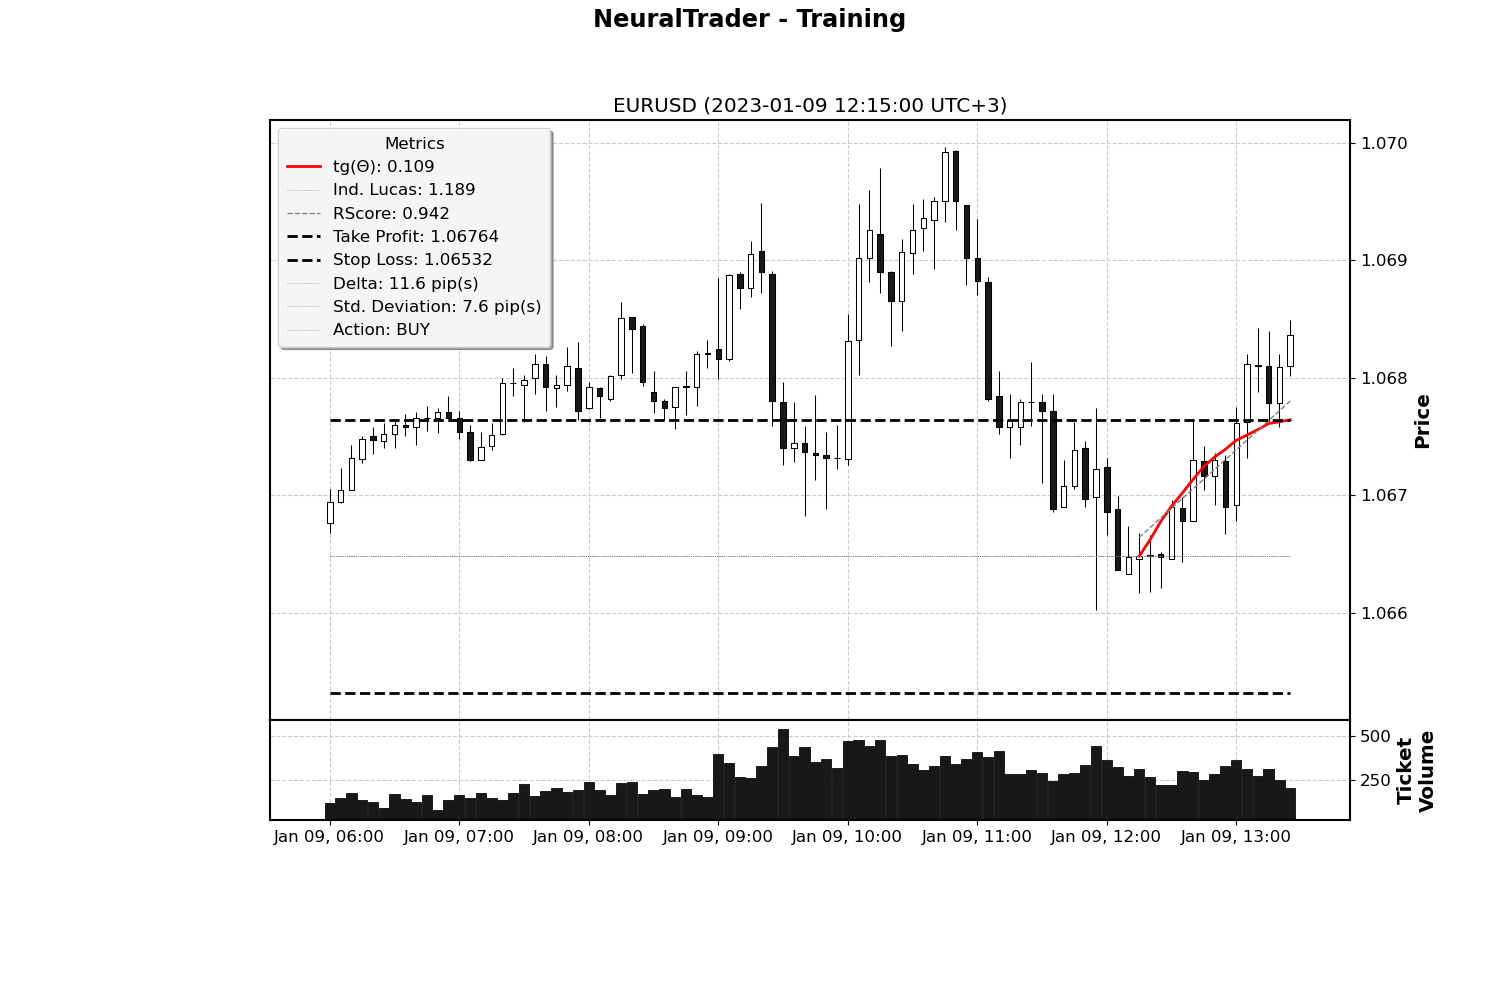 NeuralTrader - Training
EURUSD (2023-01-09 12:15:00 UTC+3)
Metrics
tg(Θ): 0.109
Ind. Lucas: 1.189
RScore: 0.942
Take Profit: 1.06764
Stop Loss: 1.06532
Delta: 11.6 pip(s)
Std. Deviation: 7.6 pip(s)
Action: BUY
1.070
1.069
1.068
1.067
1.066
Price
500
250
Ticket
Volume
Jan 09, 06:00
Jan 09, 07:00
Jan 09, 08:00
Jan 09, 09:00
Jan 09, 10:00
Jan 09, 11:00
Jan 09, 12:00
Jan 09, 13:00